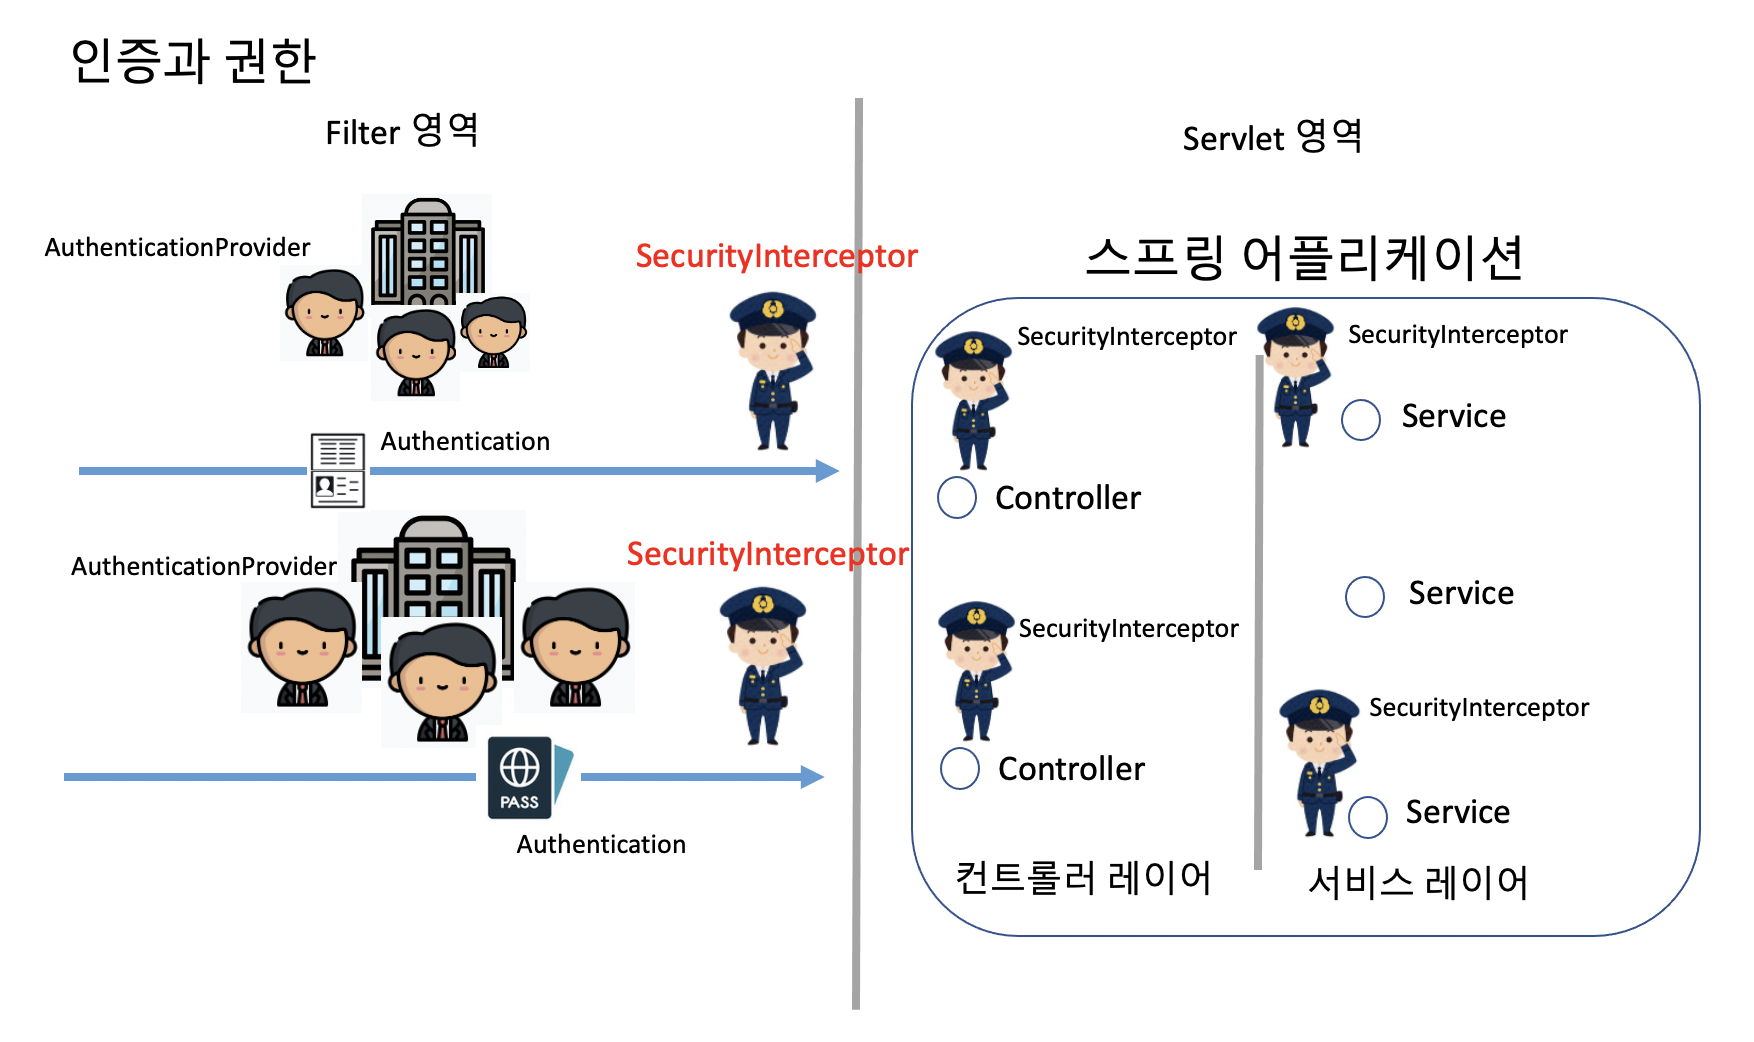 인증과 권한
Filter 영역
Servlet 영역
AuthenticationProvider
SecurityInterceptor
스프링 어플리케이션
SecurityInterceptor
SecurityInterceptor
Service
Authentication
Controller
AuthenticationProvider
SecurityInterceptor
Service
SecurityInterceptor
SecurityInterceptor
PASS
Controller
Service
Authentication
컨트롤러 레이어
서비스 레이어